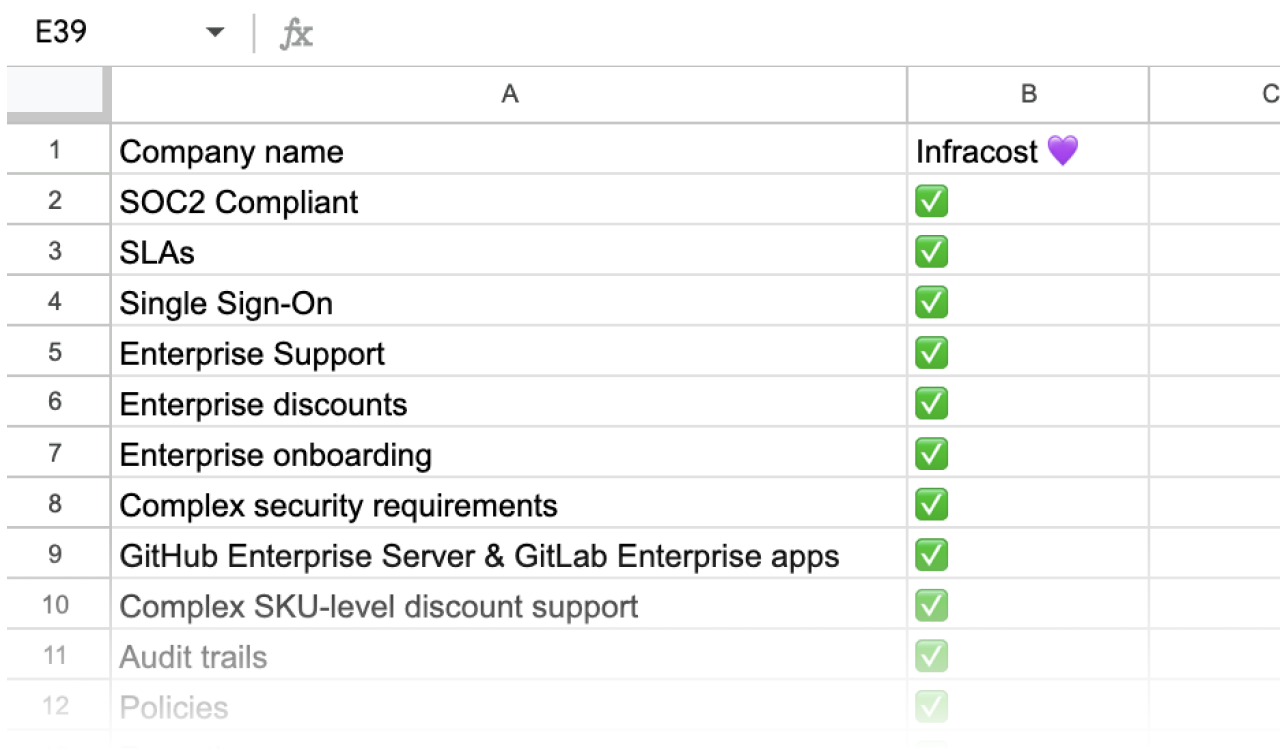 E39 fx
A B C
1 Company name Infracost 💜
2 SOC2 Compliant ✅
3 SLAs ✅
4 Single Sign-On ✅
5 Enterprise Support ✅
6 Enterprise discounts ✅
7 Enterprise onboarding ✅
8 Complex security requirements ✅
9 GitHub Enterprise Server & GitLab Enterprise apps ✅
10 Complex SKU-level discount support ✅
11 Audit trails ✅
12 Policies ✅